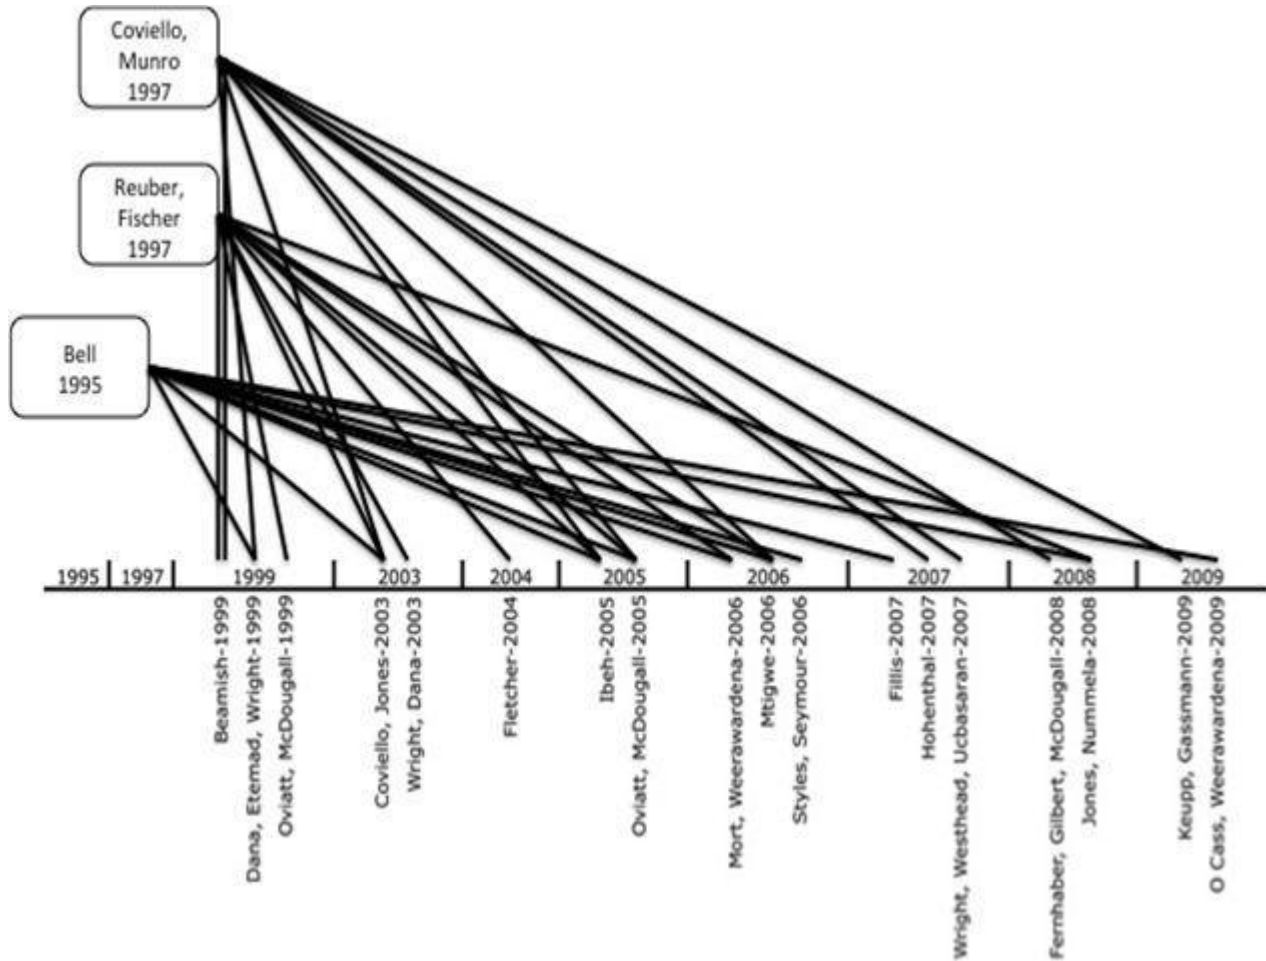 Coviello,
Munro
1997
Reuber,
Fischer
1997
Bell
1995
1995
1997
1999
2003
2004
2005
2006
2007
2008
2009
Beamish-1999
Dana, Etemad, Wright-1999
Oviatt, McDougall-1999
Coviello, Jones-2003
Wright, Dana-2003
Fletcher-2004
Ibeh-2005
Oviatt, McDougall-2005
Mort, Weerawardena-2006
Mtigwe-2006
Styles, Seymour-2006
Fillis-2007
Hohenthal-2007
Wright, Westhead, Ucbasaran-2007
Fernhaber, Gilbert, McDougall-2008
Jones, Nummela-2008
Keupp, Gassmann-2009
O Cass, Weerawardena-2009